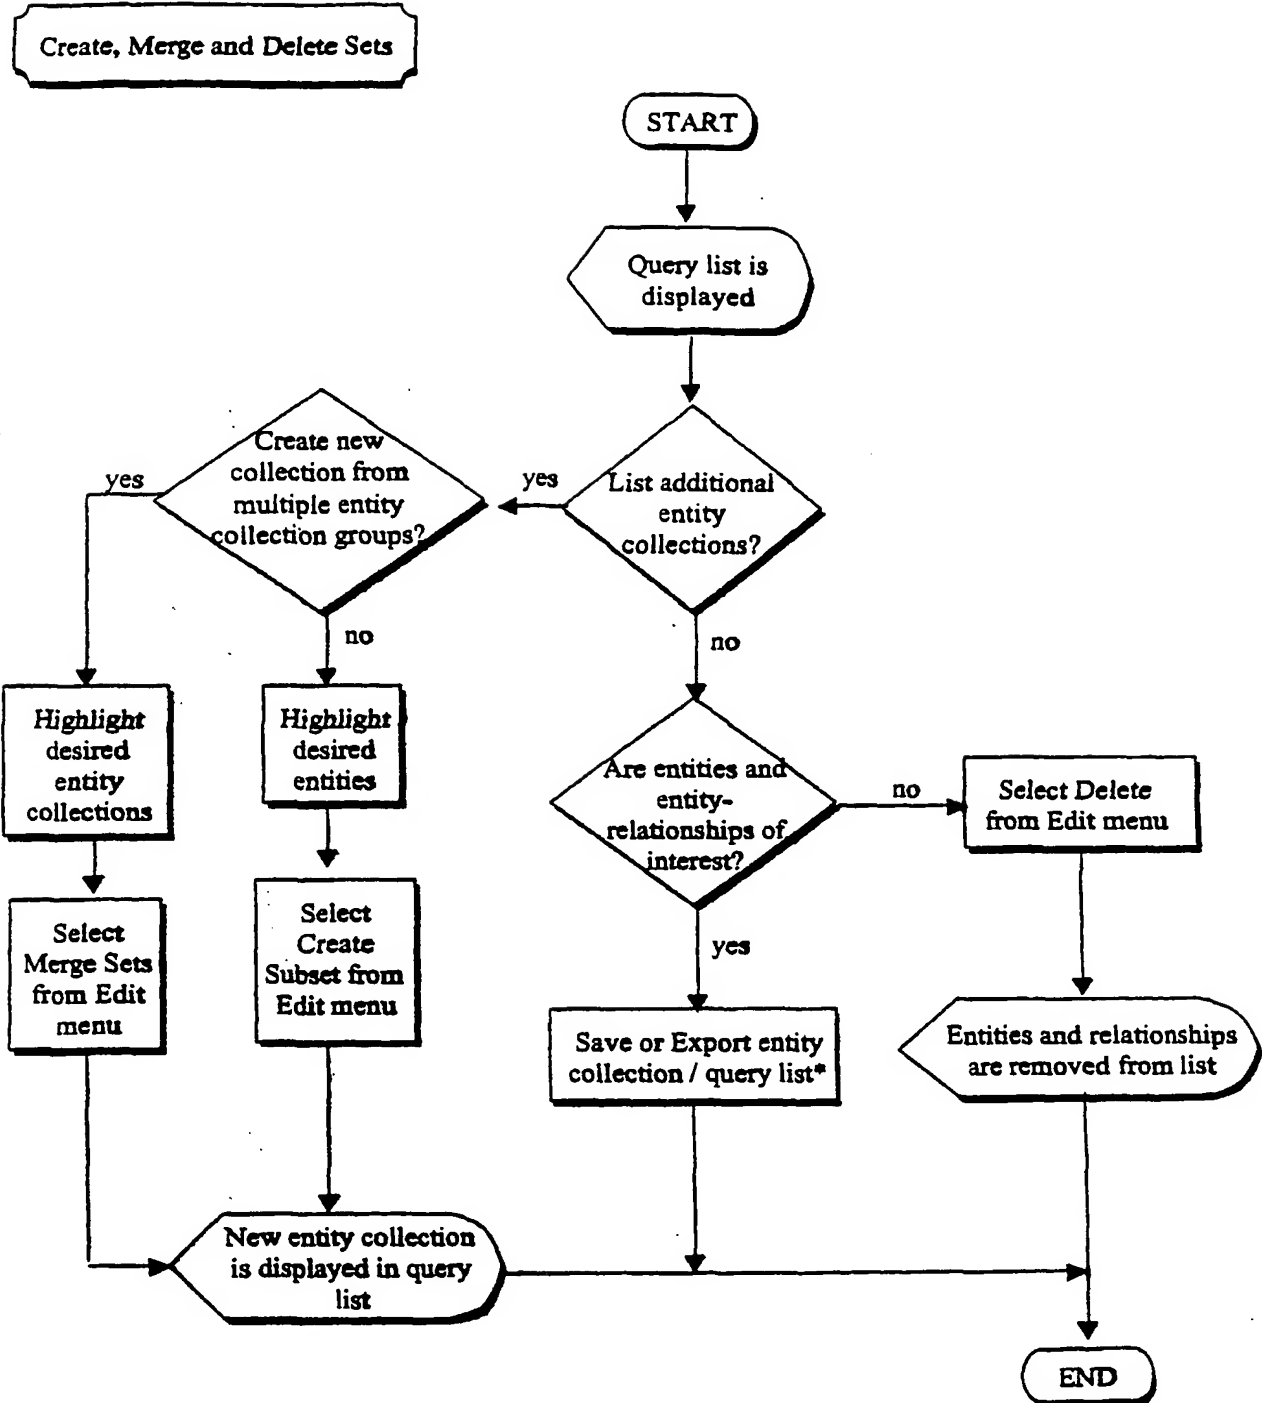 Create, Merge and Delete Sets
START
Query list is
displayed
List additional
entity
collections?
yes
Create new
collection from
multiple entity
collection groups?
yes
no
no
Highlight
desired
entity
collections
Highlight
desired
entities
Are entities and
entity-
relationships of
interest?
no
Select Delete
from Edit menu
Select
Merge Sets
from Edit
menu
Select
Create
Subset from
Edit menu
yes
Save or Export entity
collection / query list*
Entities and relationships
are removed from list
New entity collection
is displayed in query
list
END